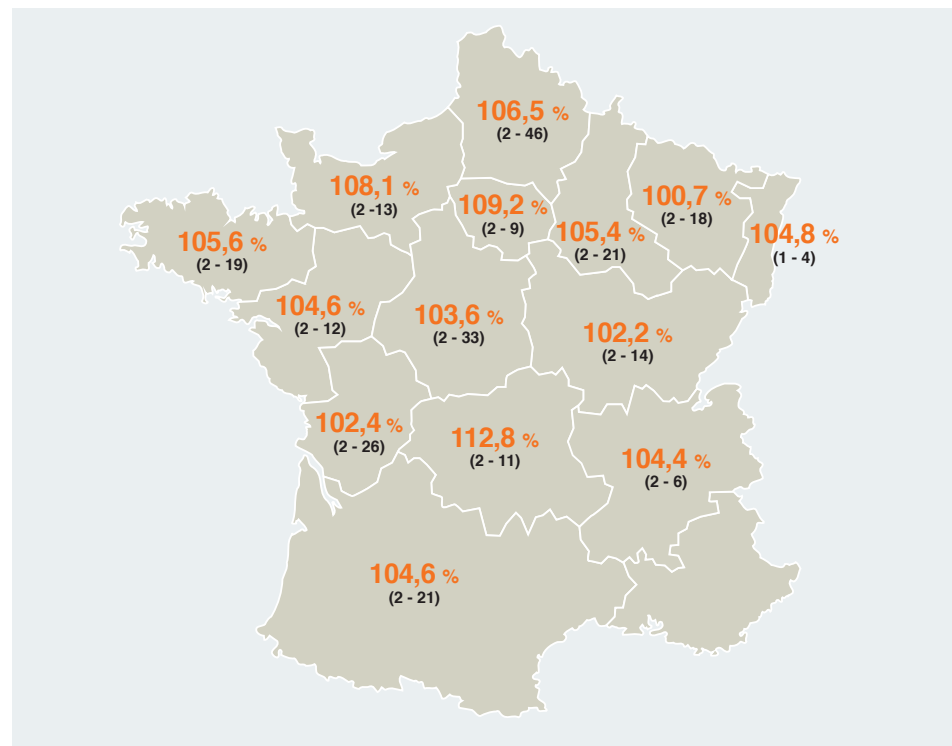 106,5 %
(2 - 46)
108,1 %
(2 -13)
109,2 %
(2 - 9)
100,7 %
(2 - 18)
105,4 %
(2 - 21)
104,8 %
(1 - 4)
105,6 %
(2 - 19)
104,6 %
(2 - 12)
103,6 %
(2 - 33)
102,2 %
(2 - 14)
102,4 %
(2 - 26)
112,8 %
(2 - 11)
104,4 %
(2 - 6)
104,6 %
(2 - 21)